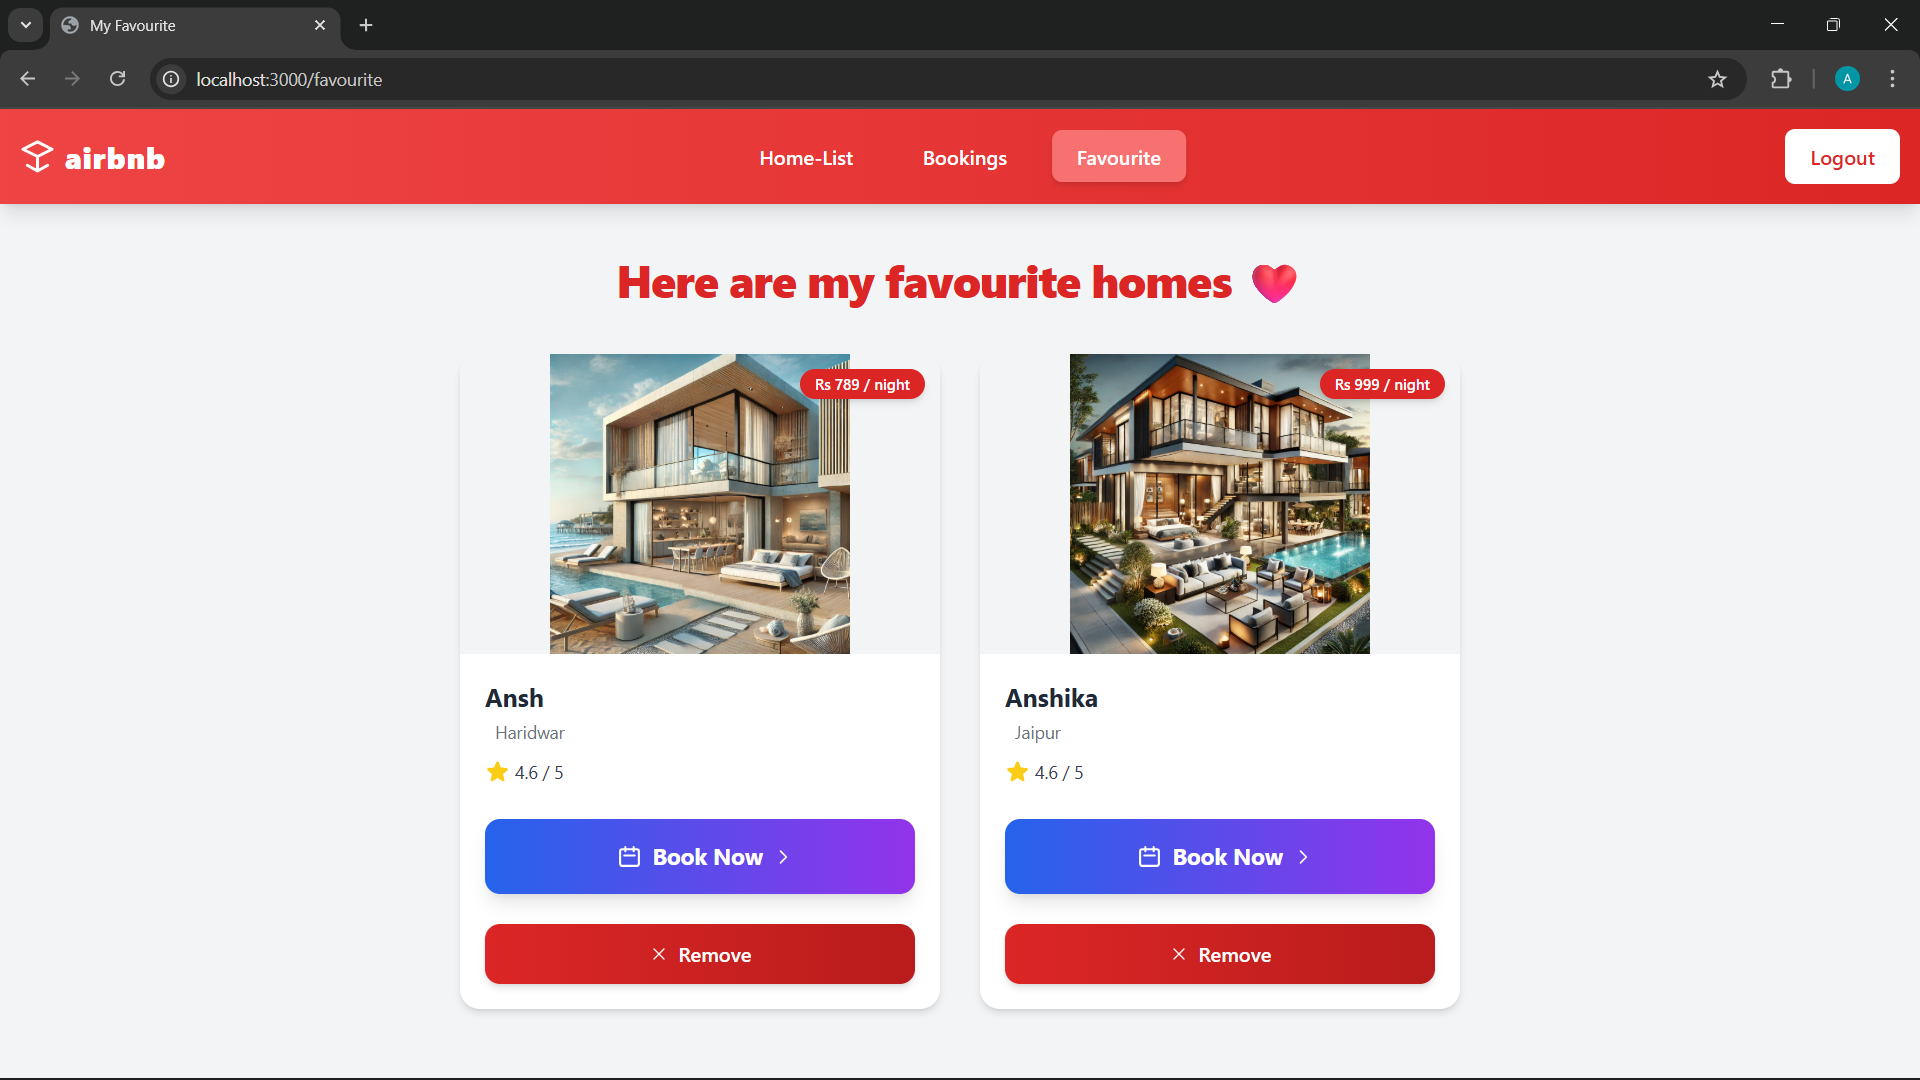 My Favourite
localhost:3000/favourite
A
airbnb
Home-List
Bookings
Favourite
Logout
Here are my favourite homes
Rs 789 / night
Ansh
Haridwar
4.6 / 5
Book Now
Remove
Rs 999 / night
Anshika
Jaipur
4.6 / 5
Book Now
Remove